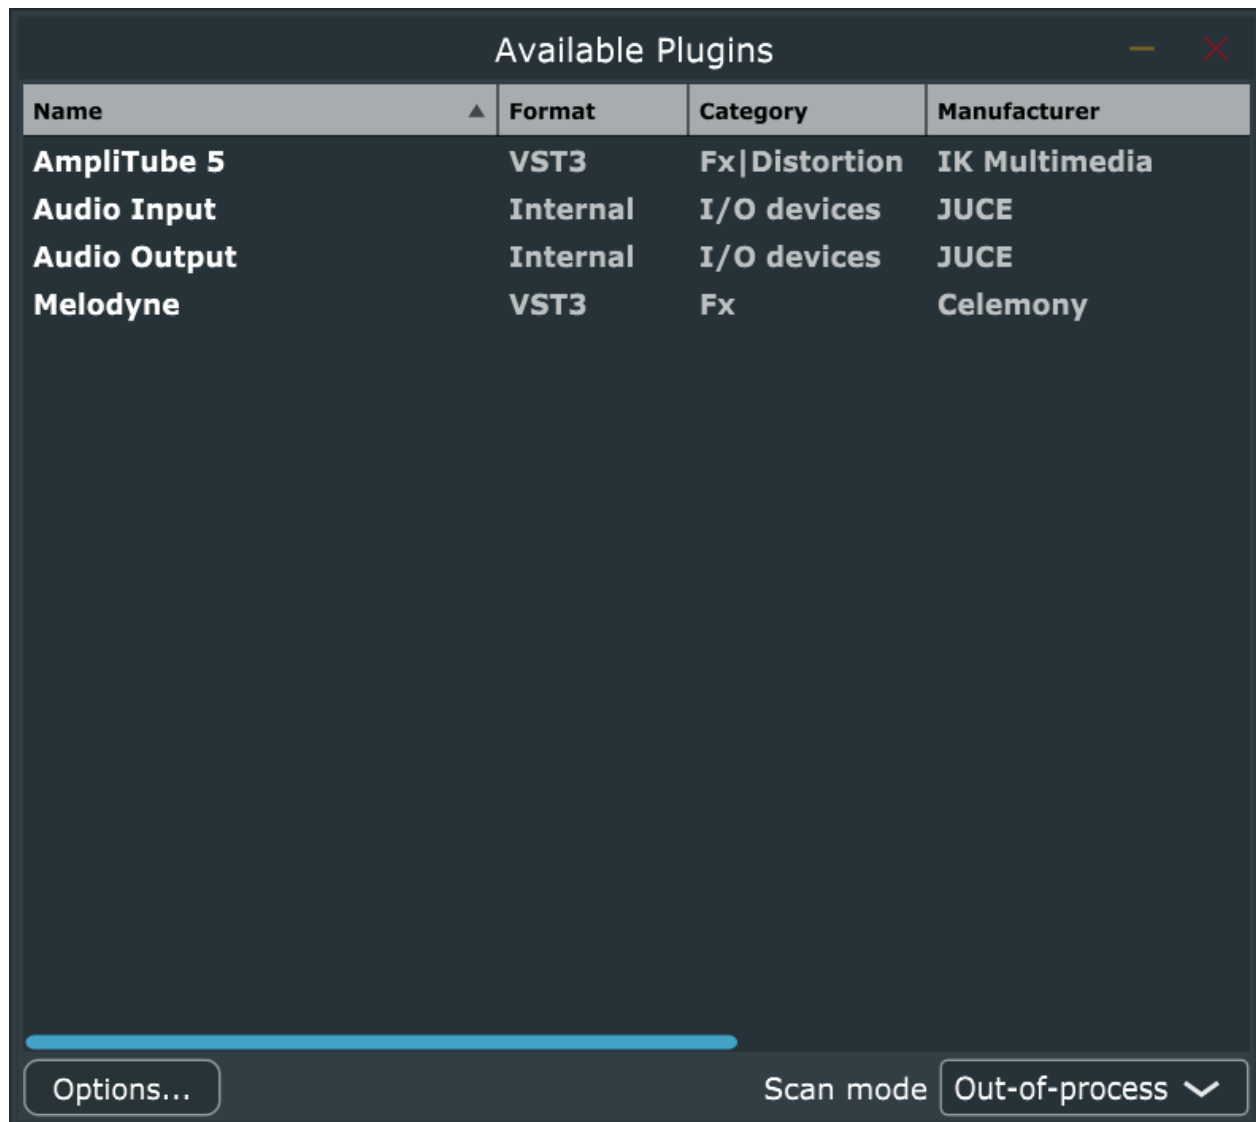 Available Plugins
Name Format Category Manufacturer
AmpliTube 5 VST3 Fx|Distortion IK Multimedia
Audio Input Internal I/O devices JUCE
Audio Output Internal I/O devices JUCE
Melodyne VST3 Fx Celemony
Options... Scan mode Out-of-process